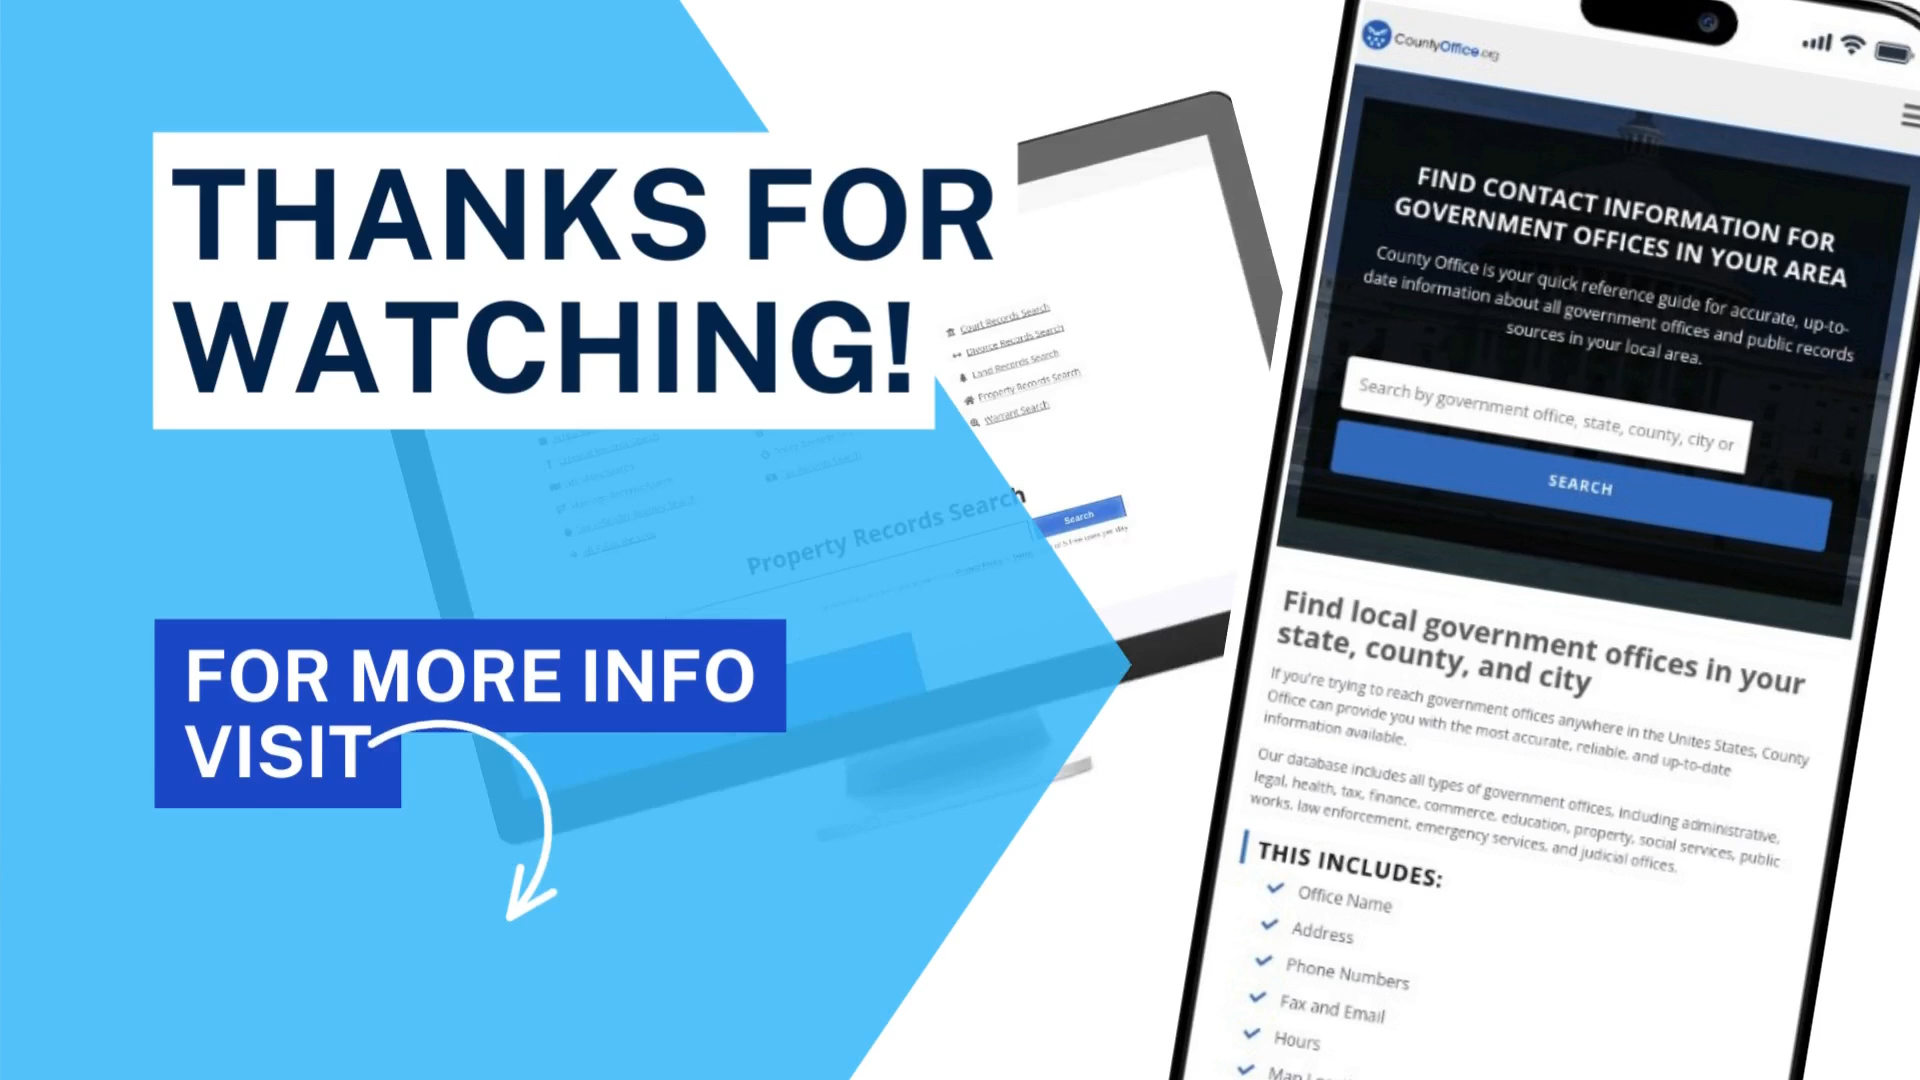 THANKS FOR
WATCHING!
FOR MORE INFO
VISIT
Court Records Search
Divorce Records Search
Land Records Search
Property Records Search
Warrant Search
Property Records Search
Search
CountyOffice.org
FIND CONTACT INFORMATION FOR
GOVERNMENT OFFICES IN YOUR AREA
County Office is your quick reference guide for accurate, up-to-
date information about all government offices and public records
sources in your local area.
Search by government office, state, county, city or
SEARCH
Find local government offices in your
state, county, and city
If you're trying to reach government offices anywhere in the Unites States, County
Office can provide you with the most accurate, reliable, and up-to-date
information available.
Our database includes all types of government offices, including administrative,
legal, health, tax, finance, commerce, education, property, social services, public
works, law enforcement, emergency services, and judicial offices.
THIS INCLUDES:
Office Name
Address
Phone Numbers
Fax and Email
Hours